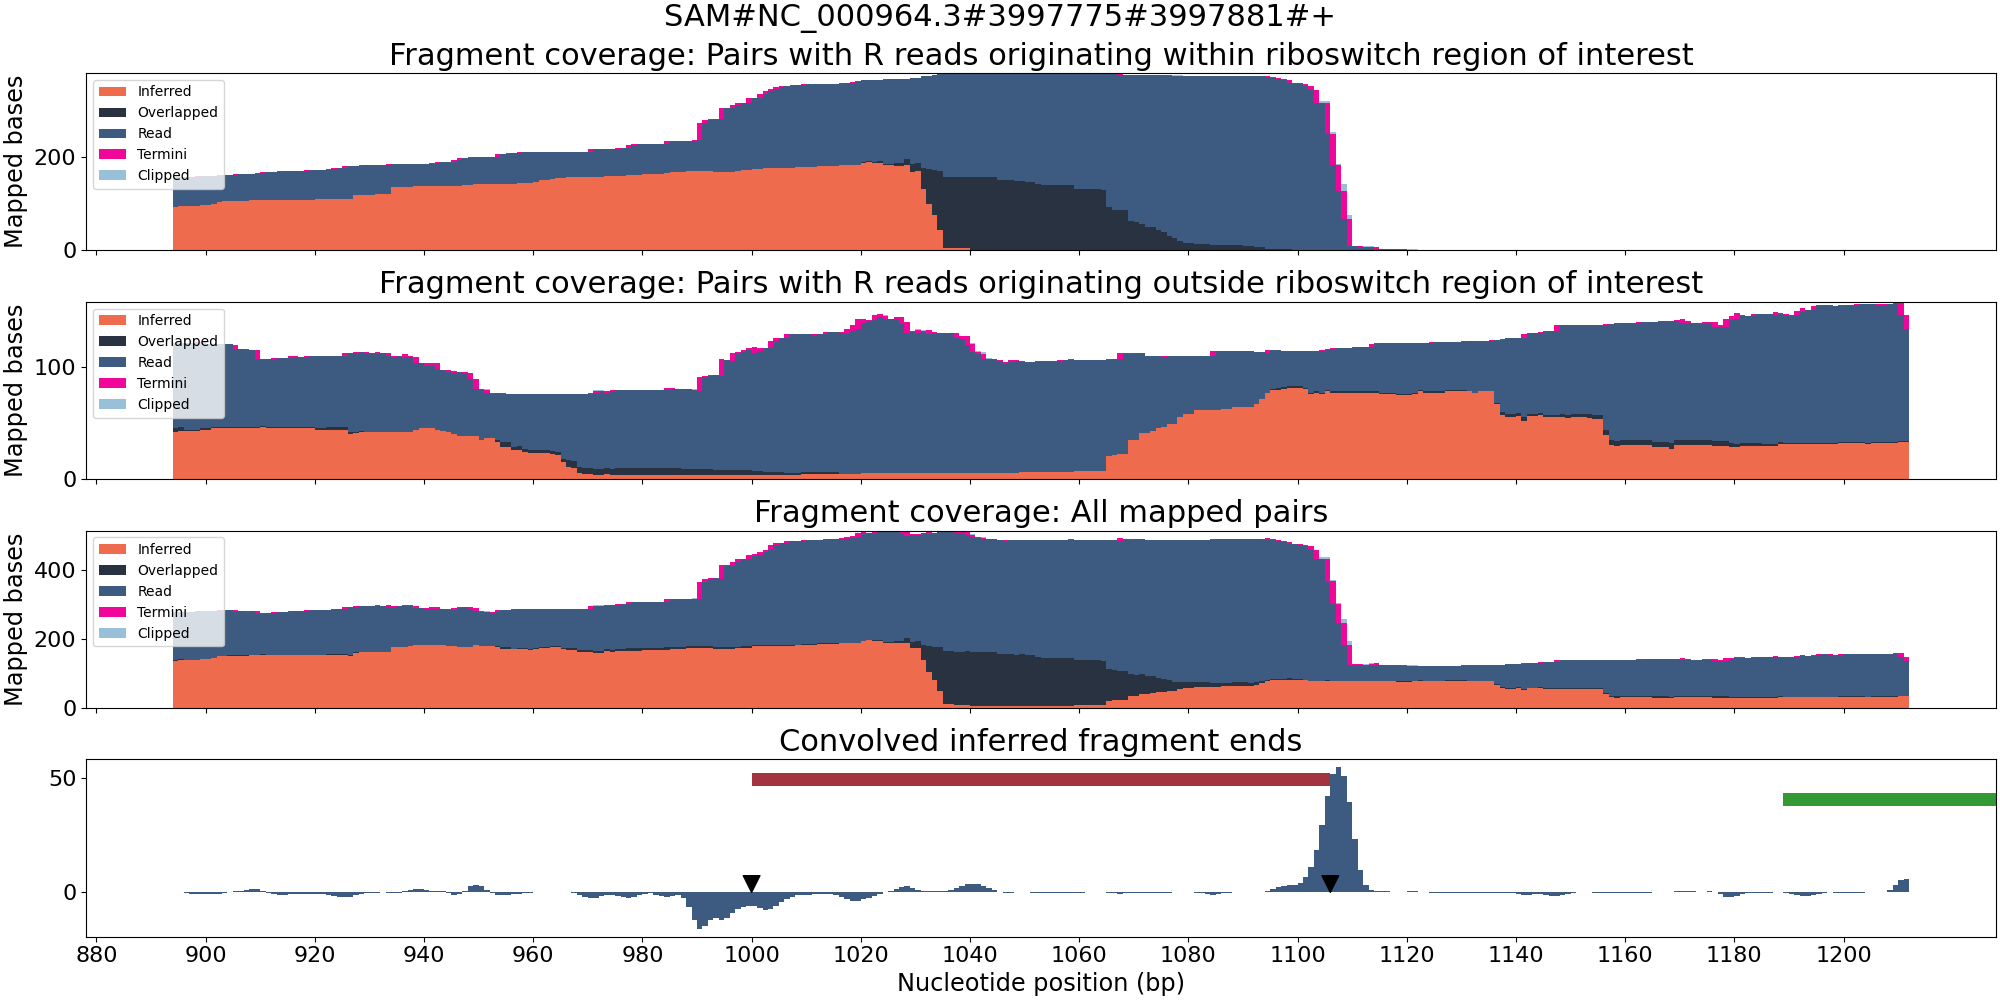 SAM#NC_000964.3#3997775#3997881#+
Fragment coverage: Pairs with R reads originating within riboswitch region of interest
Mapped bases
200
0
Inferred
Overlapped
Read
Termini
Clipped
Fragment coverage: Pairs with R reads originating outside riboswitch region of interest
Mapped bases
100
0
Inferred
Overlapped
Read
Termini
Clipped
Fragment coverage: All mapped pairs
Mapped bases
400
200
0
Inferred
Overlapped
Read
Termini
Clipped
Convolved inferred fragment ends
50
0
880 900 920 940 960 980 1000 1020 1040 1060 1080 1100 1120 1140 1160 1180 1200
Nucleotide position (bp)